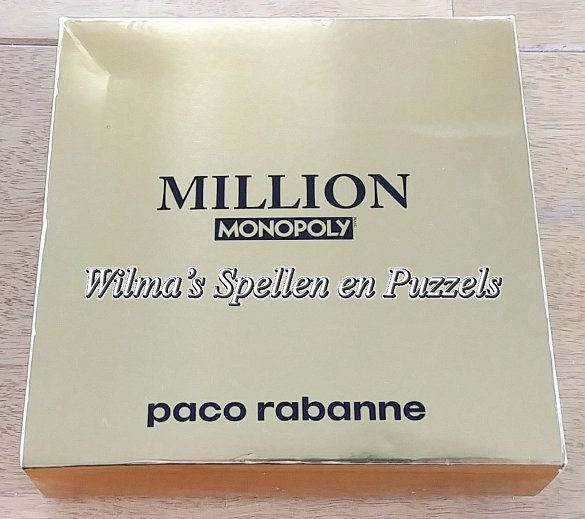 MILLION
MONOPOLY
Wilma's Spellen en Puzzels
paco rabanne